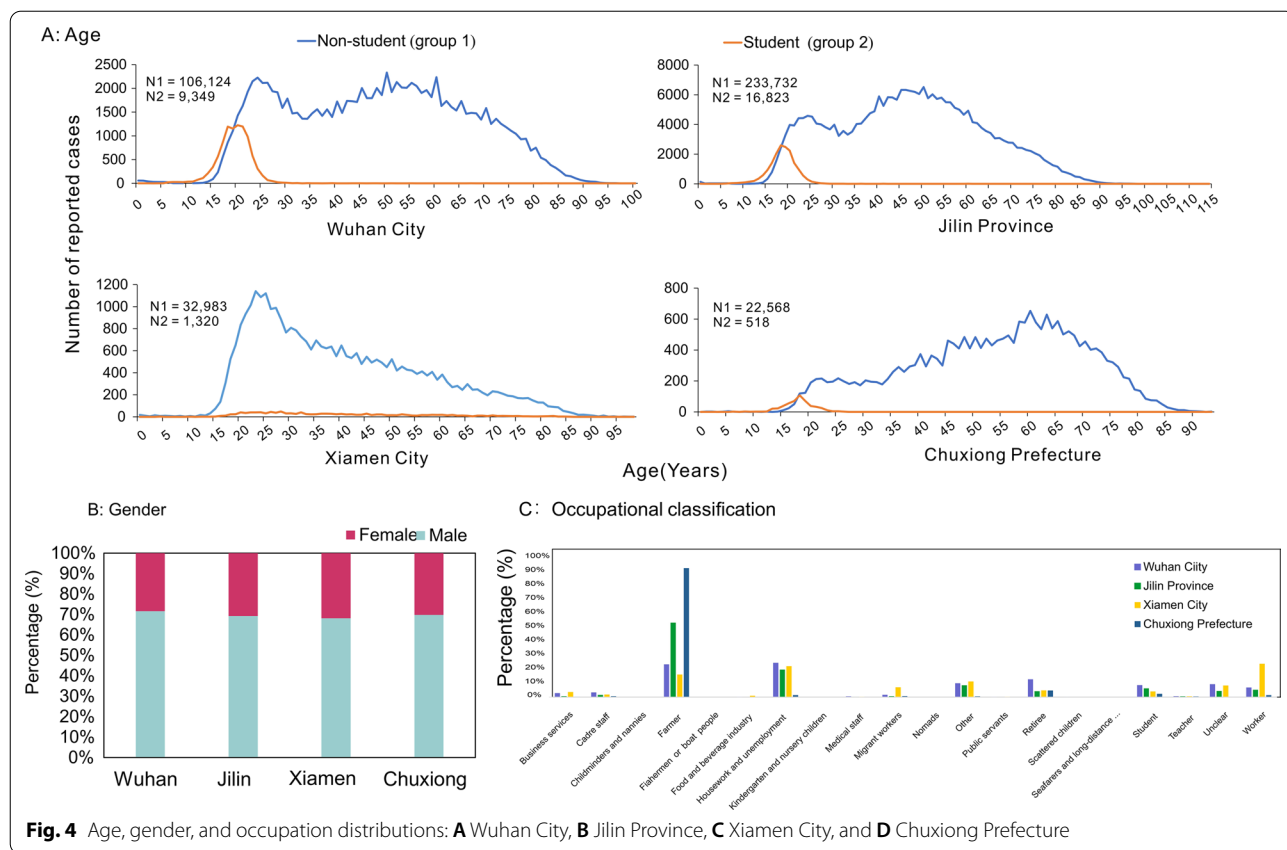 A: Age
Non-student (group 1)
Student (group 2)
Number of reported cases
N1 = 106,124
N2 = 9,349
2500
2000
1500
1000
500
0
0 5 10 15 20 25 30 35 40 45 50 55 60 65 70 75 80 85 90 95 100
Wuhan City
N1 = 233,732
N2 = 16,823
8000
6000
4000
2000
0
0 5 10 15 20 25 30 35 40 45 50 55 60 65 70 75 80 85 90 95 100 105 110 115
Jilin Province
N1 = 32,983
N2 = 1,320
1200
1000
800
600
400
200
0
0 5 10 15 20 25 30 35 40 45 50 55 60 65 70 75 80 85 90 95
Xiamen City
N1 = 22,568
N2 = 518
800
600
400
200
0
0 5 10 15 20 25 30 35 40 45 50 55 60 65 70 75 80 85 90
Chuxiong Prefecture
Age(Years)
B: Gender
Female Male
Percentage (%)
100%
90%
80%
70%
60%
50%
40%
30%
20%
10%
0%
Wuhan Jilin Xiamen Chuxiong
C: Occupational classification
Percentage (%)
100%
90%
80%
70%
60%
50%
40%
30%
20%
10%
0%
Wuhan Ciity
Jilin Province
Xiamen City
Chuxiong Prefecture
Business services
Cadre staff
Childminders and nannies
Farmer
Fiahermen or boat people
Food and beverage industry
Housework and unemployment
Kindergarten and nursery children
Medical staff
Migrant workers
Nomads
Other
Public servants
Retiree
Scattered children
Seafarers and long-distance ...
Student
Teacher
Unclear
Worker
Fig. 4 Age, gender, and occupation distributions: A Wuhan City, B Jilin Province, C Xiamen City, and D Chuxiong Prefecture